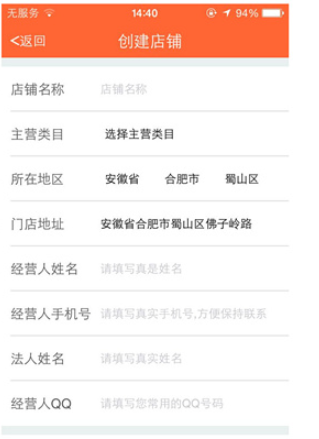 无服务 14:40 94%
<返回 创建店铺
店铺名称 店铺名称
主营类目 选择主营类目
所在地区 安徽省 合肥市 蜀山区
门店地址 安徽省合肥市蜀山区佛子岭路
经营人姓名 请填写真是姓名
经营人手机号 请填写真实手机号,方便保持联系
法人姓名 请填写真实姓名
经营人QQ 请填写您常用的QQ号码